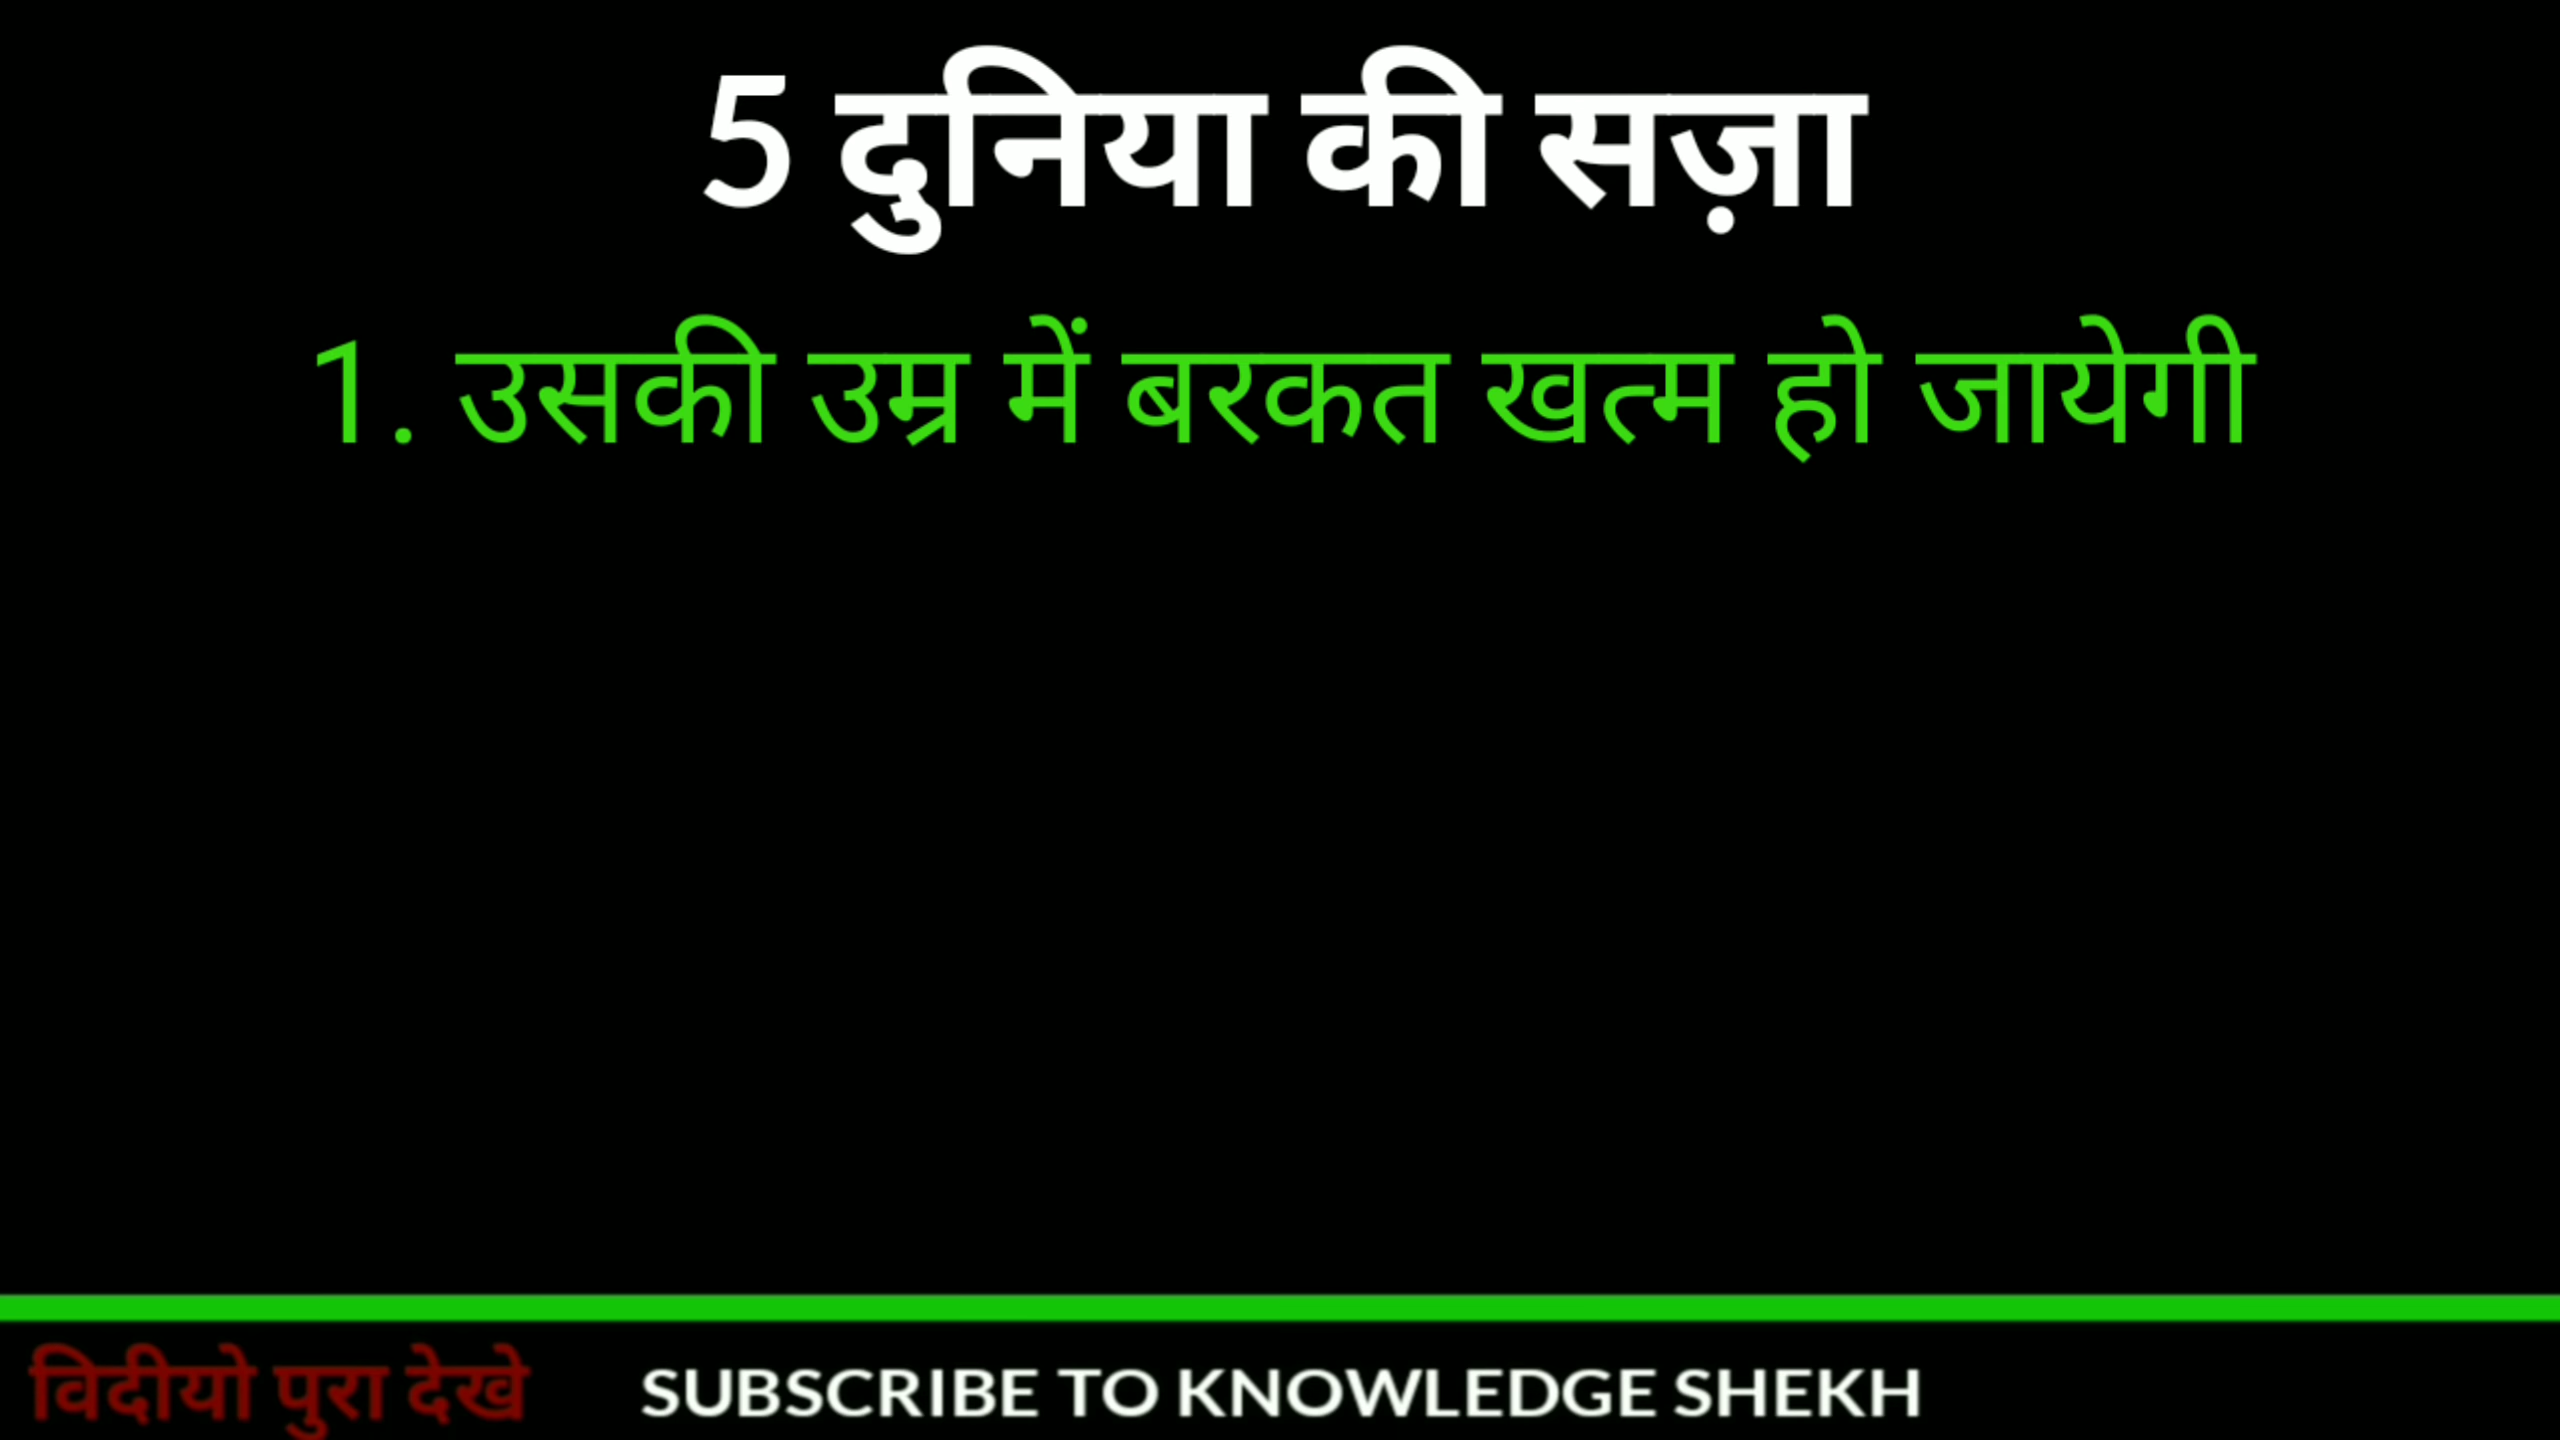 5 दुनिया की सज़ा
1. उसकी उम्र में बरकत खत्म हो जायेगी
विदीयो पुरा देखे SUBSCRIBE TO KNOWLEDGE SHEKH